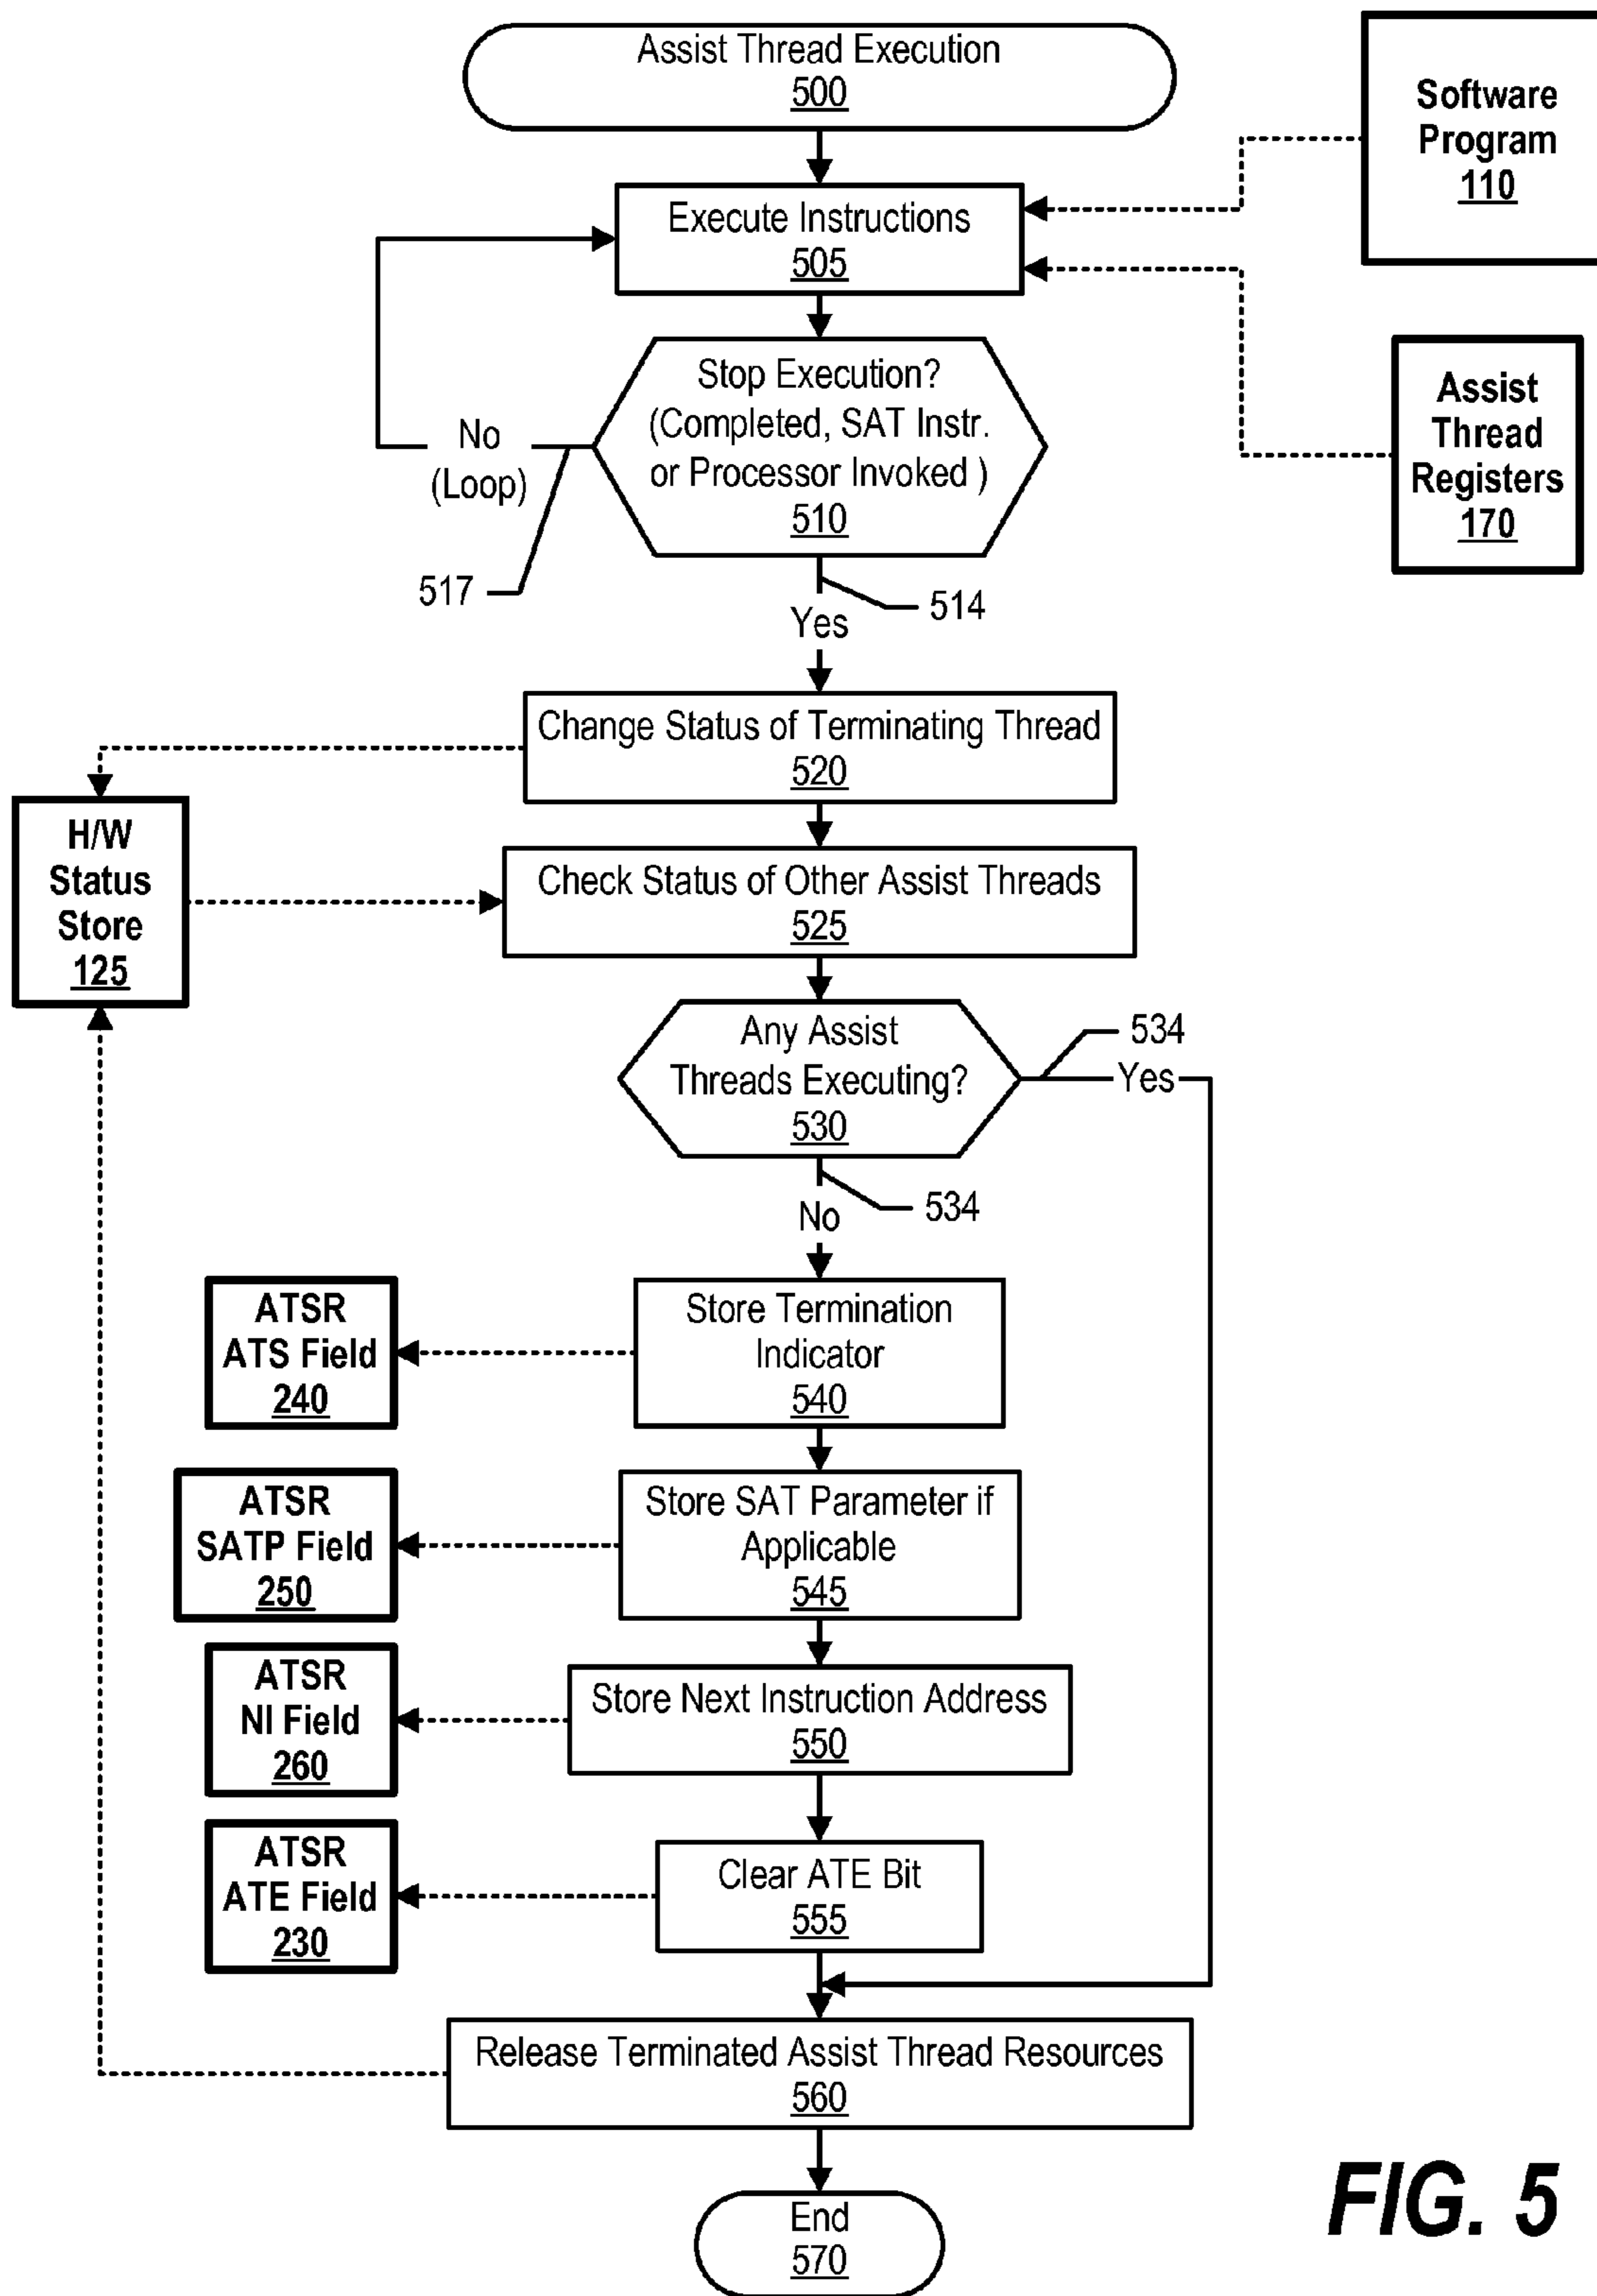 Assist Thread Execution
500
Software
Program
110
Execute Instructions
505
Assist
Thread
Registers
170
Stop Execution?
(Completed, SAT Instr.
or Processor Invoked )
510
No
(Loop)
517
514
Yes
Change Status of Terminating Thread
520
H/W
Status
Store
125
Check Status of Other Assist Threads
525
Any Assist
Threads Executing?
530
534
Yes
534
No
ATSR
ATS Field
240
Store Termination
Indicator
540
ATSR
SATP Field
250
Store SAT Parameter if
Applicable
545
ATSR
NI Field
260
Store Next Instruction Address
550
ATSR
ATE Field
230
Clear ATE Bit
555
Release Terminated Assist Thread Resources
560
End
570
FIG. 5